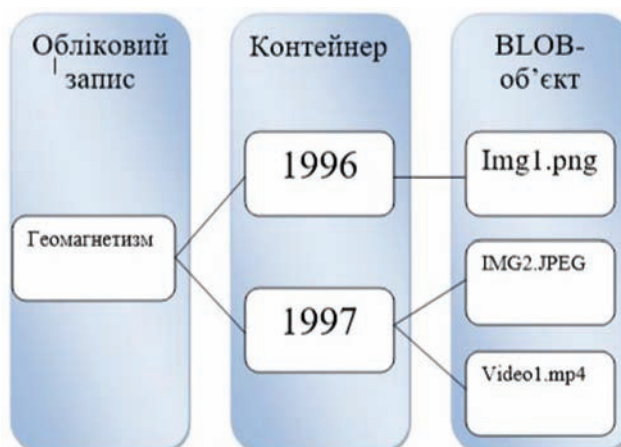 Обліковий
запис
Контейнер
BLOB-
об’єкт
Геомагнетизм
1996
1997
Img1.png
IMG2.JPEG
Video1.mp4